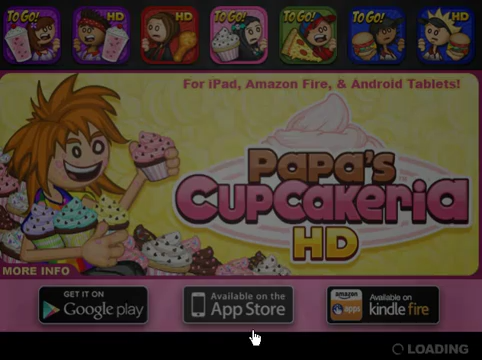 TO GO!
HD
HD
TO GO!
TO GO!
TO GO!
HD
For iPad, Amazon Fire, & Android Tablets!
Papa's
Cupcakeria
HD
MORE INFO
GET IT ON
Google play
Available on the
App Store
amazon
apps
Available on
kindle fire
LOADING